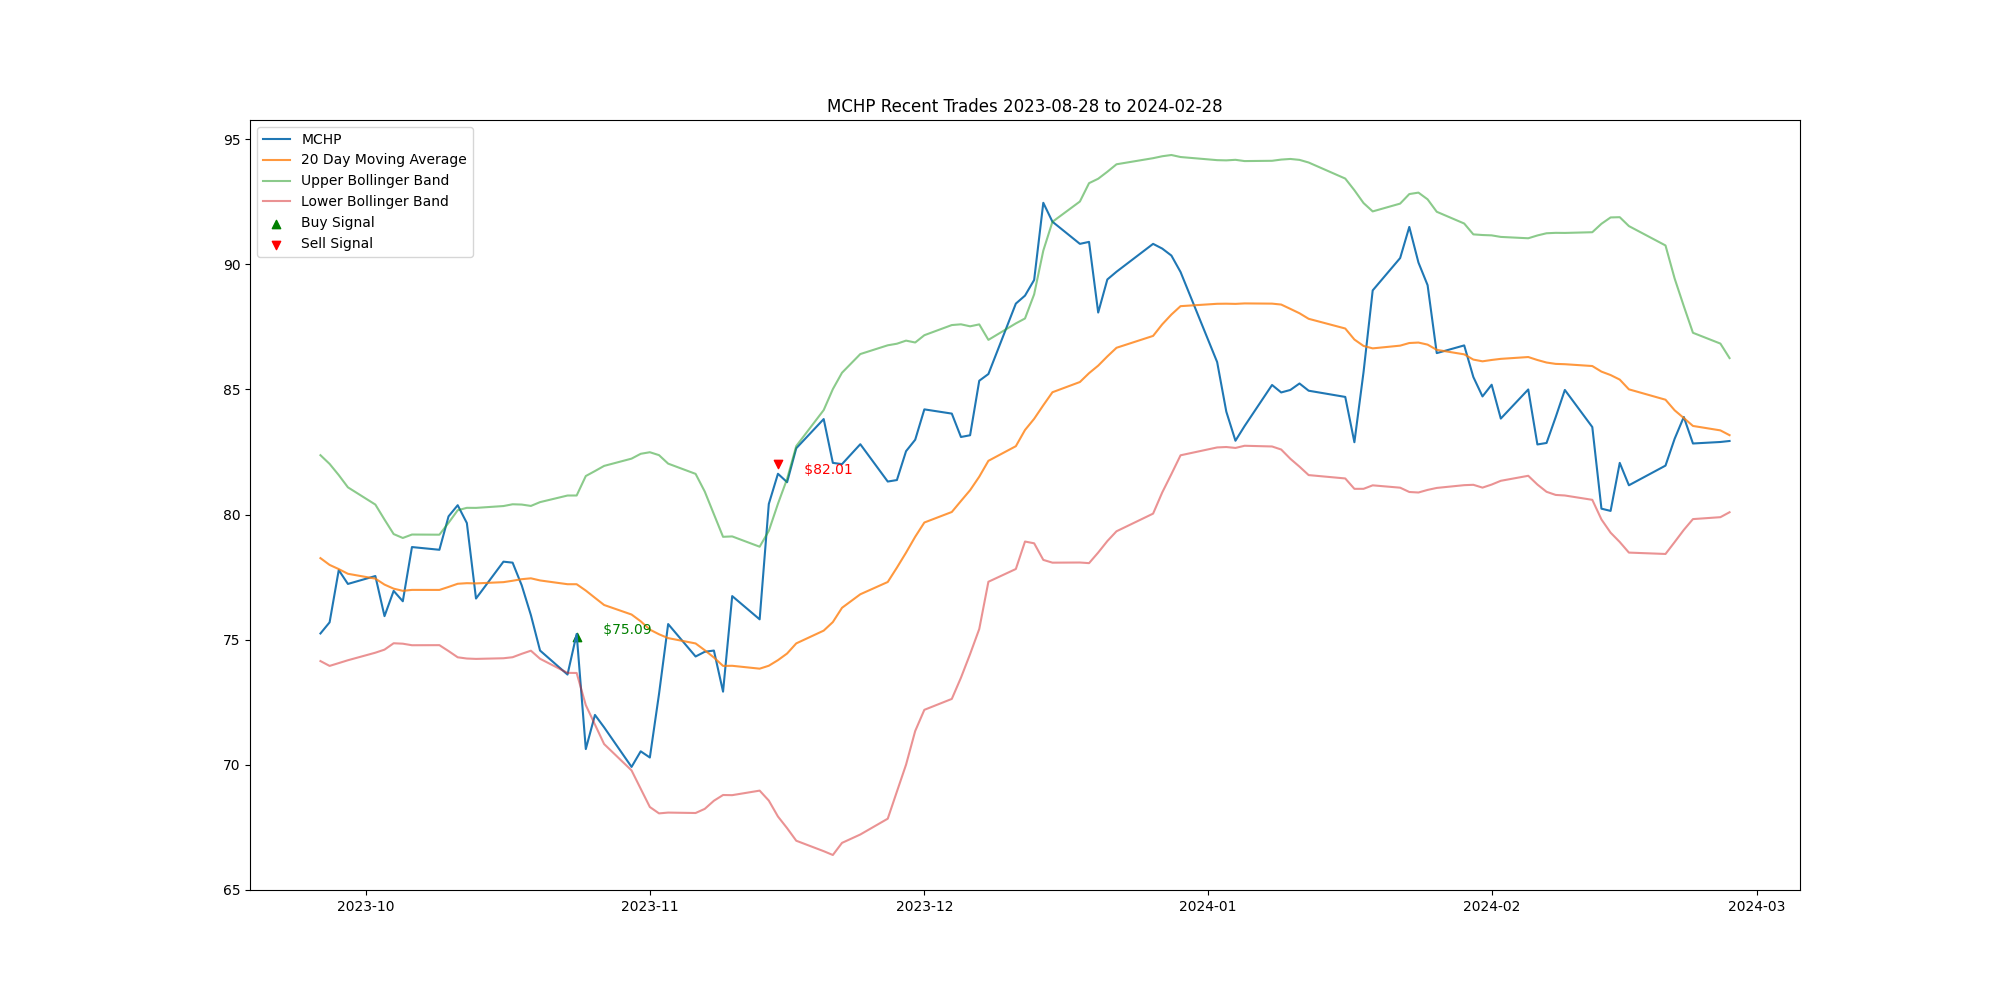 MCHP Recent Trades 2023-08-28 to 2024-02-28
MCHP
20 Day Moving Average
Upper Bollinger Band
Lower Bollinger Band
Buy Signal
Sell Signal
95
90
85
80
75
70
65
$82.01
$75.09
2023-10
2023-11
2023-12
2024-01
2024-02
2024-03